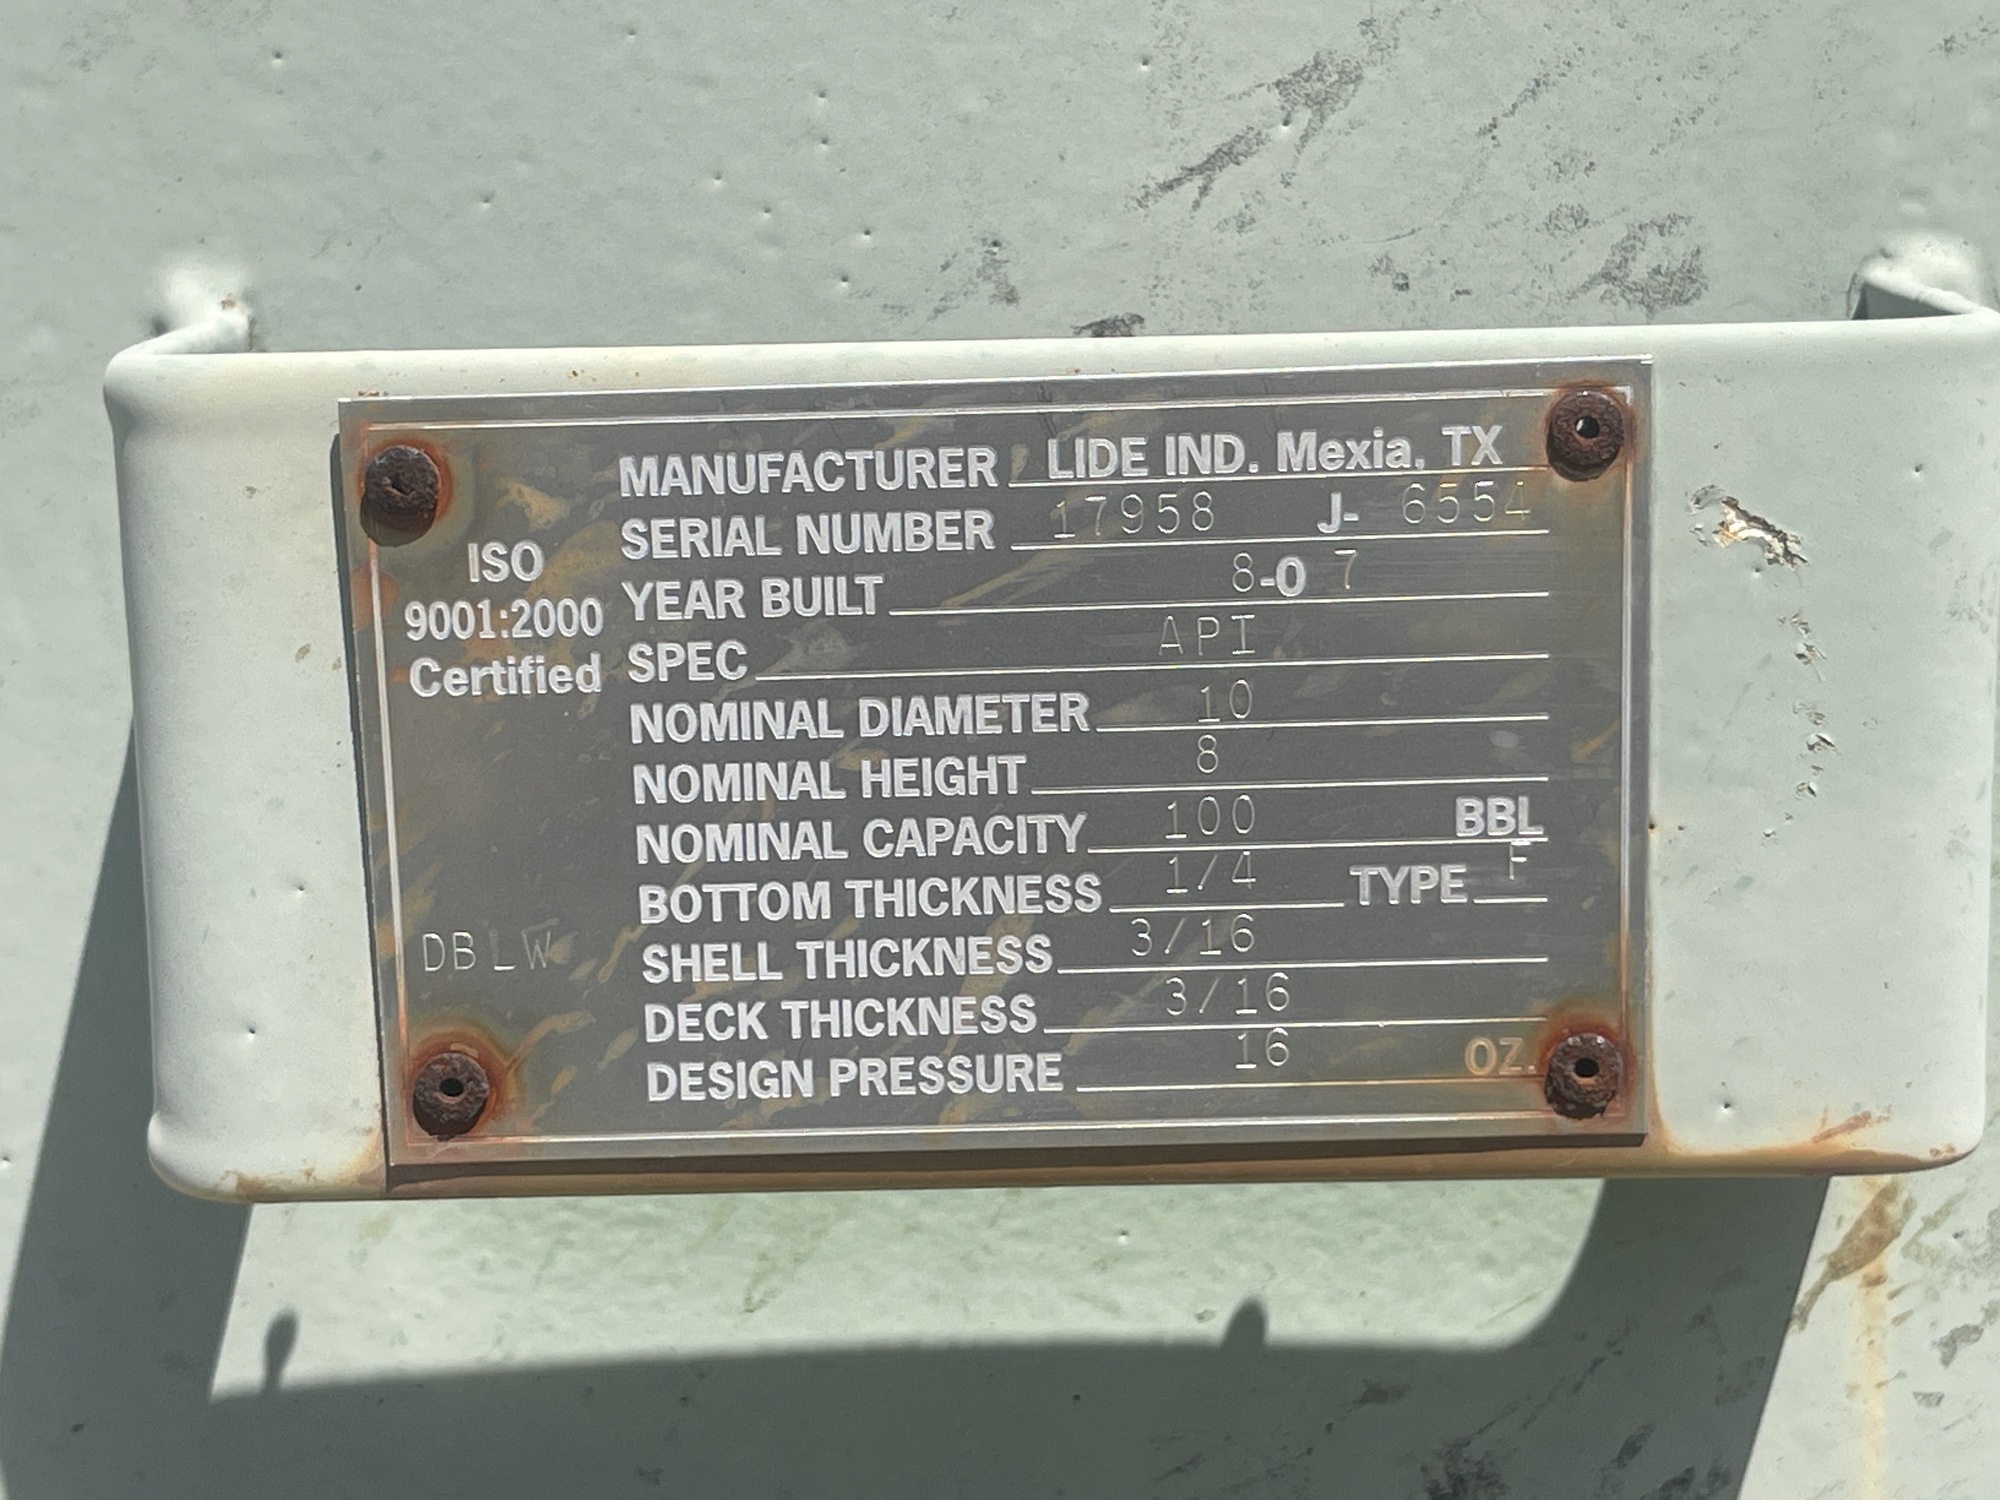 MANUFACTURER LIDE IND. Mexia, TX
SERIAL NUMBER 17958 J- 6554
YEAR BUILT 8-0 7
SPEC API
NOMINAL DIAMETER 10
NOMINAL HEIGHT 8
NOMINAL CAPACITY 100 BBL
BOTTOM THICKNESS 1/4 TYPE F
SHELL THICKNESS 3/16
DECK THICKNESS 3/16
DESIGN PRESSURE 16 OZ.
ISO
9001:2000
Certified
DBLW